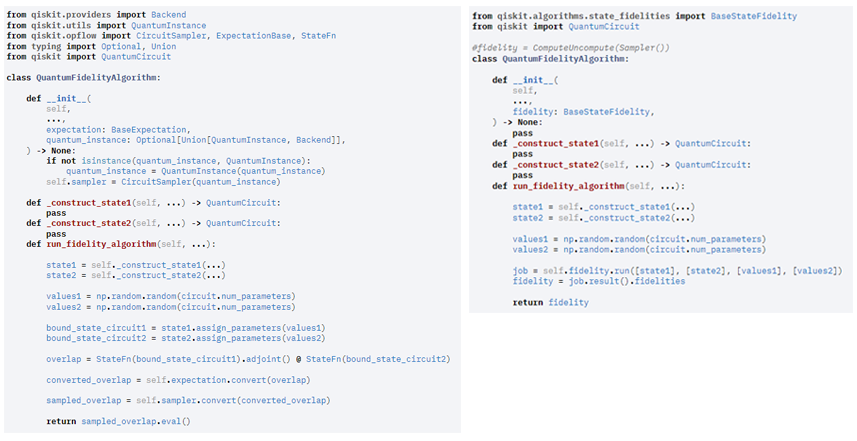 from qiskit.providers import Backend
from qiskit.utils import QuantumInstance
from qiskit.opflow import CircuitSampler, ExpectationBase, StateFn
from typing import Optional, Union
from qiskit import QuantumCircuit

class QuantumFidelityAlgorithm:

    def __init__(
        self,
        ...,
        expectation: BaseExpectation,
        quantum_instance: Optional[Union[QuantumInstance, Backend]],
    ) -> None:
        if not isinstance(quantum_instance, QuantumInstance):
            quantum_instance = QuantumInstance(quantum_instance)
        self.sampler = CircuitSampler(quantum_instance)

    def _construct_state1(self, ...) -> QuantumCircuit:
        pass
    def _construct_state2(self, ...) -> QuantumCircuit:
        pass
    def run_fidelity_algorithm(self, ...):

        state1 = self._construct_state1(...)
        state2 = self._construct_state2(...)

        values1 = np.random.random(circuit.num_parameters)
        values2 = np.random.random(circuit.num_parameters)

        bound_state_circuit1 = state1.assign_parameters(values1)
        bound_state_circuit2 = state2.assign_parameters(values2)

        overlap = StateFn(bound_state_circuit1).adjoint() @ StateFn(bound_state_circuit2)

        converted_overlap = self.expectation.convert(overlap)

        sampled_overlap = self.sampler.convert(converted_overlap)

        return sampled_overlap.eval()

from qiskit.algorithms.state_fidelities import BaseStateFidelity
from qiskit import QuantumCircuit

#fidelity = ComputeUncompute(Sampler())
class QuantumFidelityAlgorithm:

    def __init__(
        self,
        ...,
        fidelity: BaseStateFidelity,
    ) -> None:
        pass
    def _construct_state1(self, ...) -> QuantumCircuit:
        pass
    def _construct_state2(self, ...) -> QuantumCircuit:
        pass
    def run_fidelity_algorithm(self, ...):

        state1 = self._construct_state1(...)
        state2 = self._construct_state2(...)

        values1 = np.random.random(circuit.num_parameters)
        values2 = np.random.random(circuit.num_parameters)

        job = self.fidelity.run([state1], [state2], [values1], [values2])
        fidelity = job.result().fidelities

        return fidelity